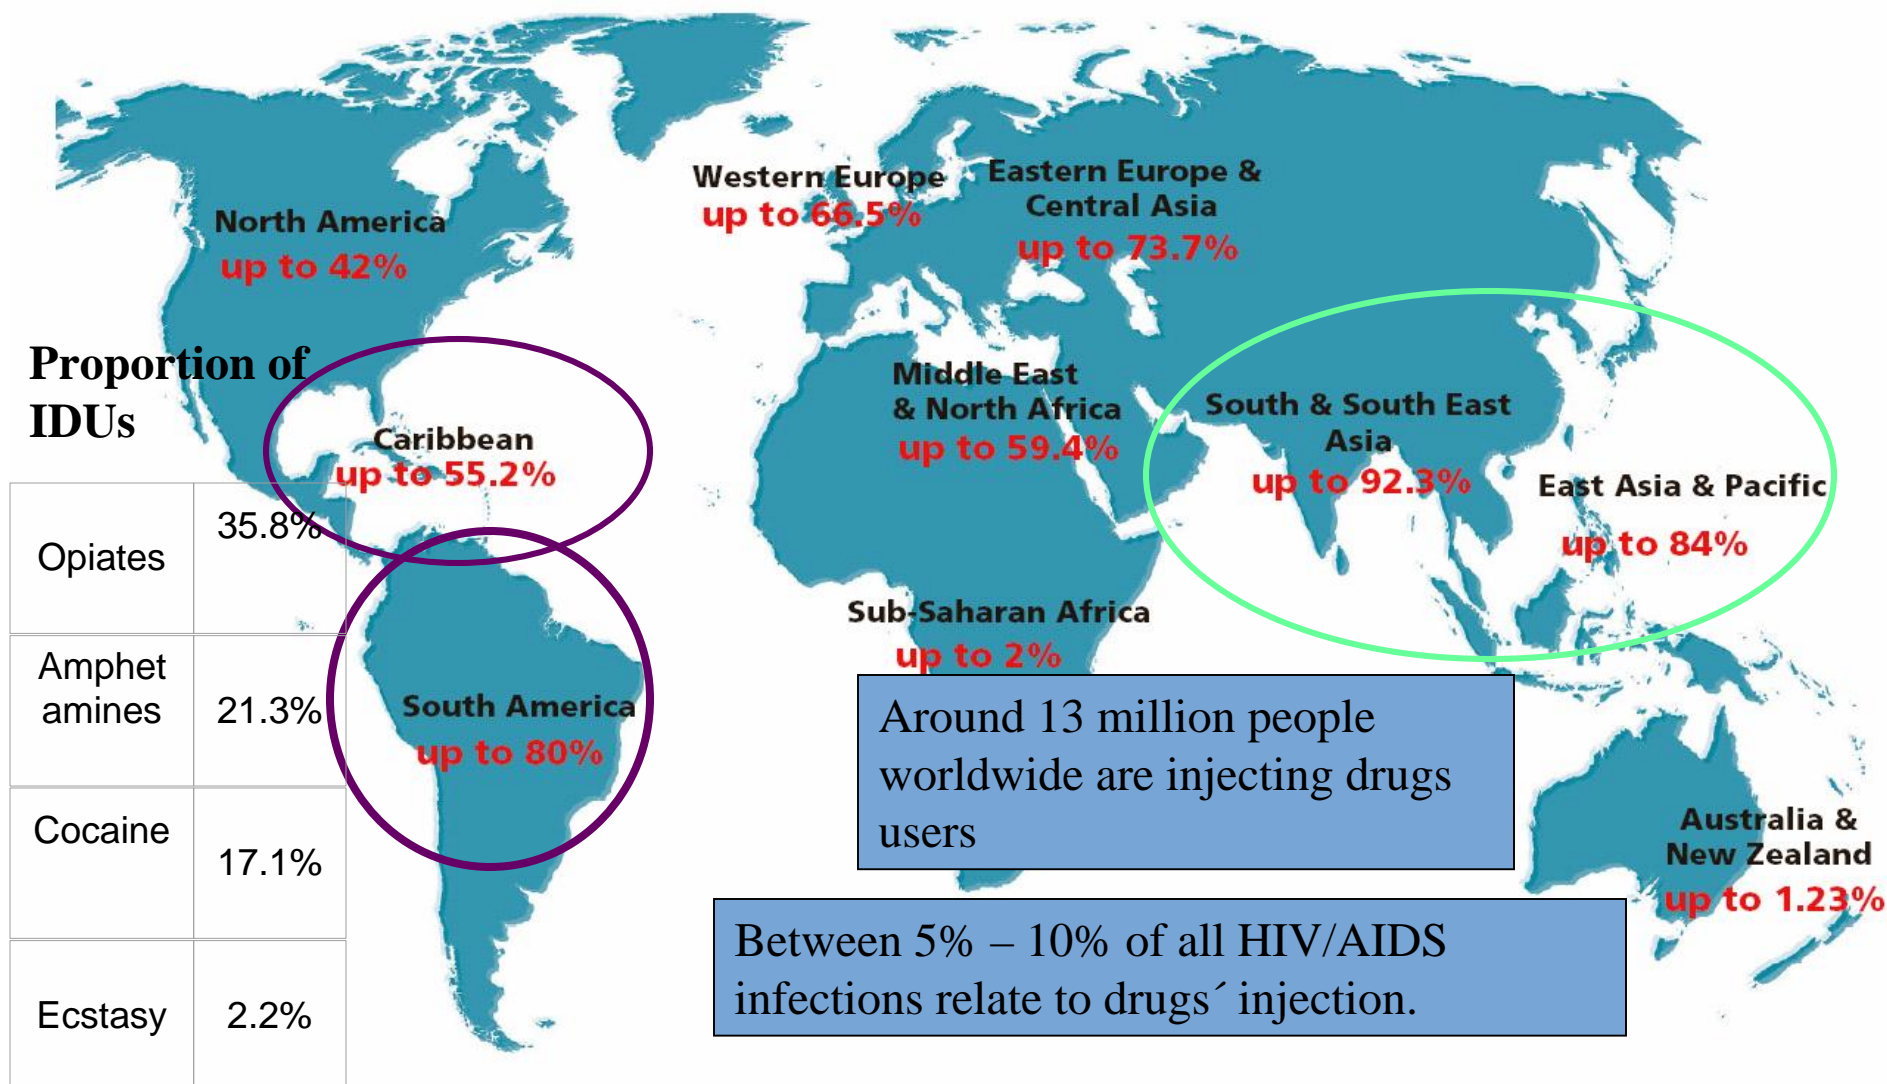 Western Europe
up to 66.5%
Eastern Europe &
Central Asia
up to 73.7%
North America
up to 42%
Proportion of
IDUs
Caribbean
up to 55.2%
Middle East
& North Africa
up to 59.4%
South & South East
Asia
up to 92.3%
East Asia & Pacific
up to 84%
Opiates
35.8%
Amphet
amines
21.3%
Cocaine
17.1%
Ecstasy
2.2%
Sub-Saharan Africa
up to 2%
South America
up to 80%
Around 13 million people
worldwide are injecting drugs
users
Australia &
New Zealand
up to 1.23%
Between 5% – 10% of all HIV/AIDS
infections relate to drugs´ injection.